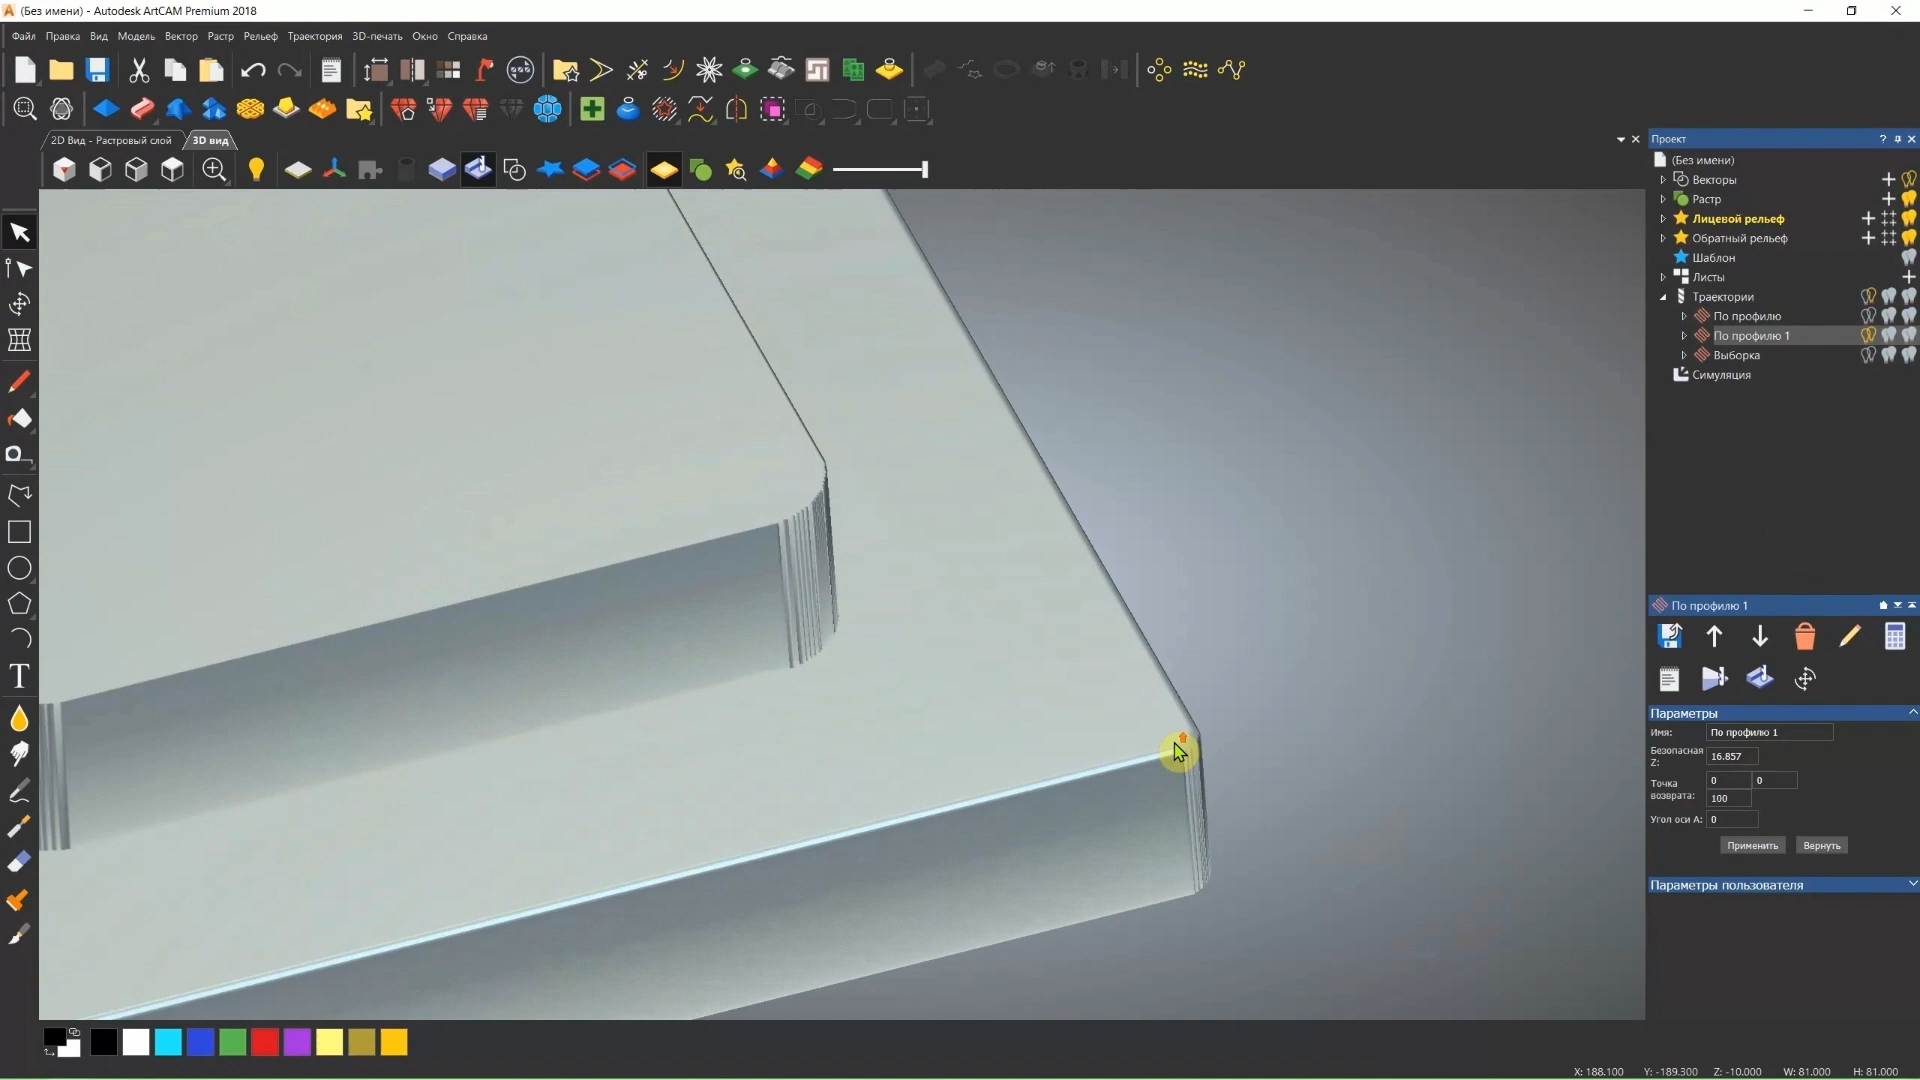 (Без имени) - Autodesk ArtCAM Premium 2018
Файл Правка Вид Модель Вектор Растр Рельеф Траектория 3D-печать Окно Справка
2D Вид - Растровый слой 3D вид
Проект
(Без имени)
Векторы
Растр
Лицевой рельеф
Обратный рельеф
Шаблон
Листы
Траектории
По профилю
По профилю 1
Выборка
Симуляция
По профилю 1
Параметры
Имя: По профилю 1
Безопасная Z: 16.857
Точка возврата: 0 0
100
Угол оси А: 0
Применить Вернуть
Параметры пользователя
X: 188.100 Y: -189.300 Z: -10.000 W: 81.000 H: 81.000